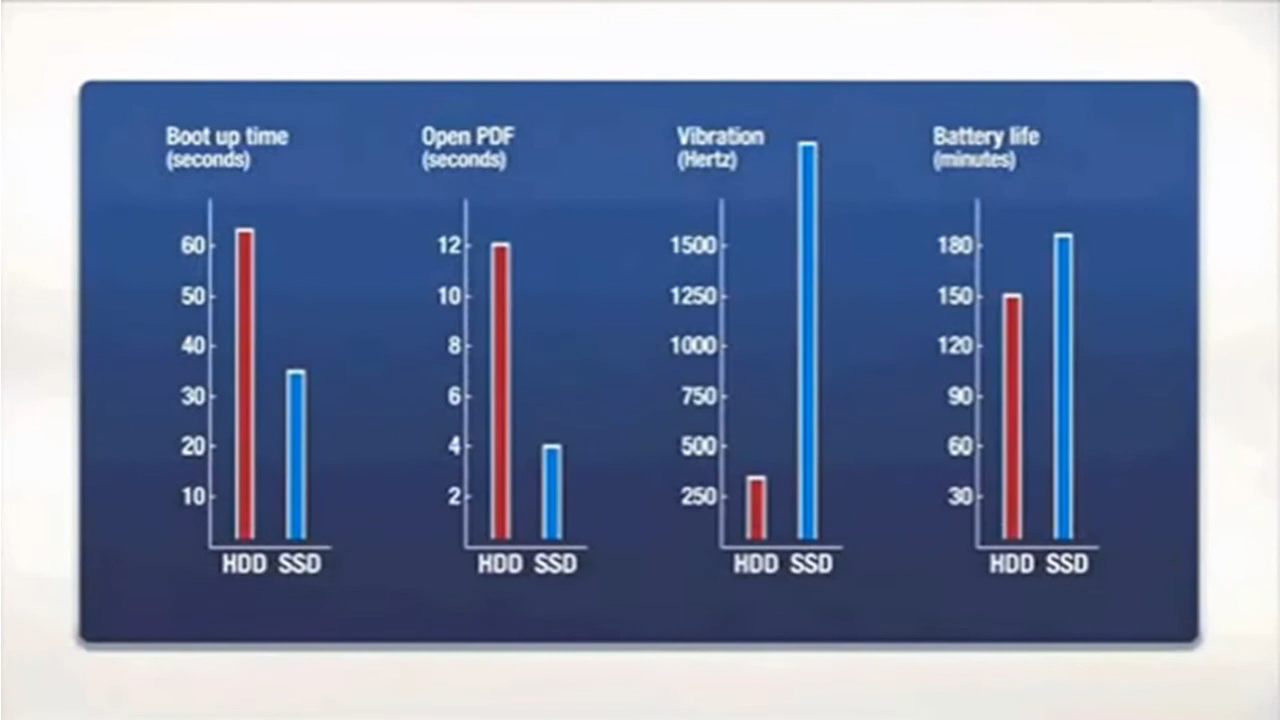 Boot up time
(seconds)
60
50
40
30
20
10
HDD SSD
Open PDF
(seconds)
12
10
8
6
4
2
HDD SSD
Vibration
(Hertz)
1500
1250
1000
750
500
250
HDD SSD
Battery life
(minutes)
180
150
120
90
60
30
HDD SSD